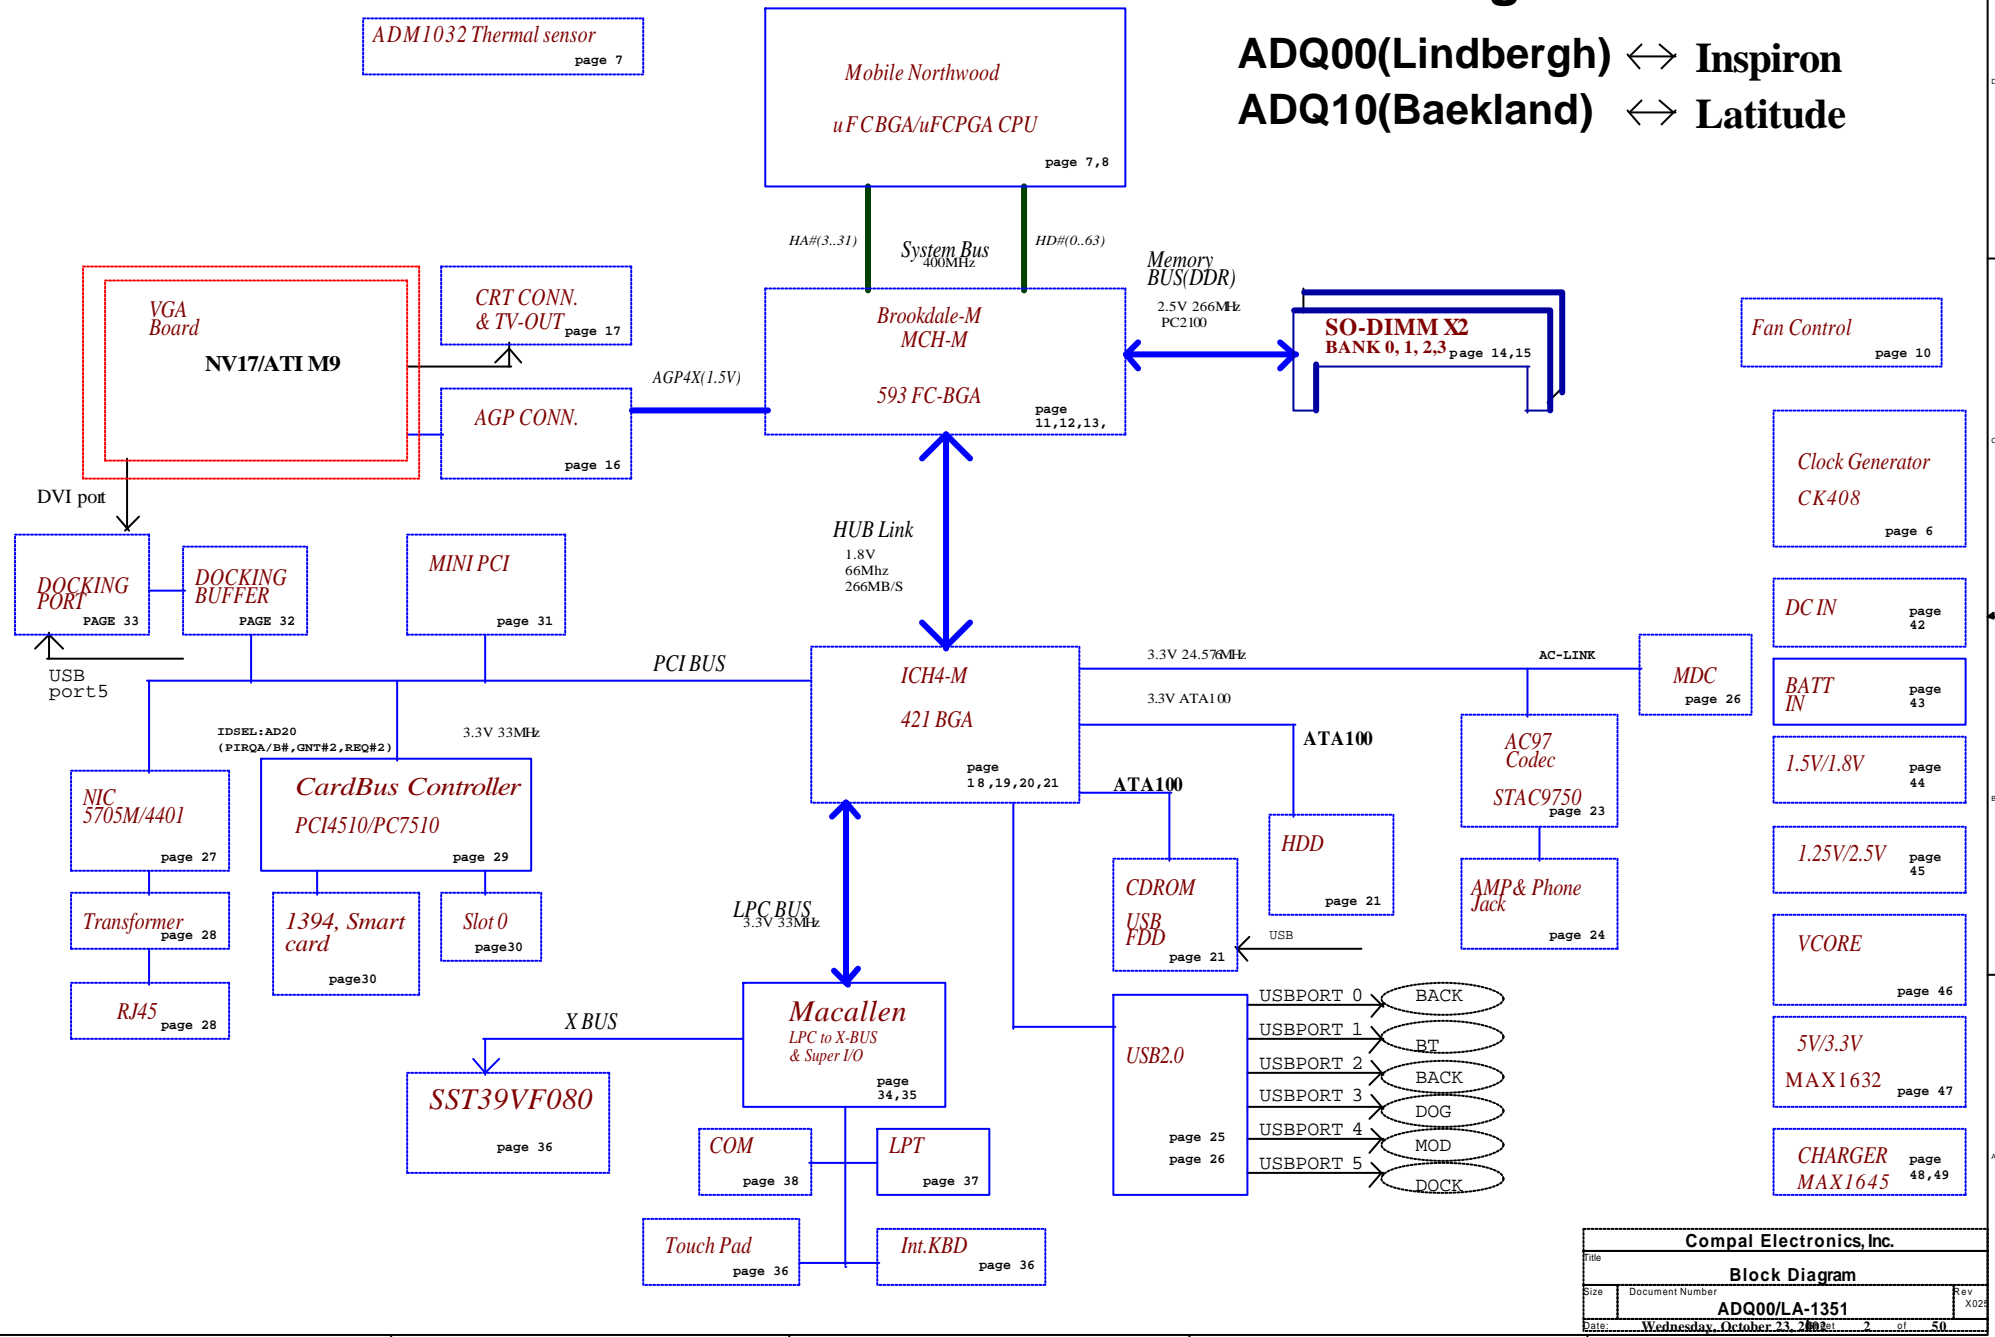 ADQ00(Lindbergh) ↔ Inspiron
ADQ10(Baekland) ↔ Latitude
ADM1032 Thermal sensor
page 7
Mobile Northwood
uFCBGA/uFCPGA CPU
page 7,8
HA#(3..31)
System Bus
400MHz
HD#(0..63)
Memory
BUS(DDR)
2.5V 266MHz
PC2100
VGA
Board
NV17/ATI M9
CRT CONN.
& TV-OUT
page 17
AGP CONN.
page 16
AGP4X(1.5V)
Brookdale-M
MCH-M
593 FC-BGA
page
11,12,13,
SO-DIMM X2
BANK 0, 1, 2,3
page 14,15
Fan Control
page 10
Clock Generator
CK408
page 6
DVI port
DOCKING
PORT
PAGE 33
DOCKING
BUFFER
PAGE 32
MINI PCI
page 31
HUB Link
1.8V
66Mhz
266MB/S
USB
port5
PCI BUS
ICH4-M
421 BGA
page
18,19,20,21
3.3V 24.576MHz
AC-LINK
3.3V ATA100
ATA100
ATA100
MDC
page 26
DC IN
page
42
BATT
IN
page
43
1.5V/1.8V
page
44
1.25V/2.5V
page
45
VCORE
page 46
5V/3.3V
MAX1632
page 47
CHARGER
MAX1645
page
48,49
IDSEL:AD20
(PIRQA/B#,GNT#2,REQ#2)
3.3V 33MHz
NIC
5705M/4401
page 27
CardBus Controller
PCI4510/PC7510
page 29
AC97
Codec
STAC9750
page 23
HDD
page 21
CDROM
USB
FDD
page 21
USB
AMP& Phone
Jack
page 24
Transformer
page 28
1394, Smart
card
page30
Slot 0
page30
RJ45
page 28
LPC BUS
3.3V 33MHz
X BUS
Macallen
LPC to X-BUS
& Super I/O
page
34,35
SST39VF080
page 36
USB2.0
page 25
page 26
USBPORT 0
BACK
USBPORT 1
BT
USBPORT 2
BACK
USBPORT 3
DOG
USBPORT 4
MOD
USBPORT 5
DOCK
COM
page 38
LPT
page 37
Touch Pad
page 36
Int.KBD
page 36
Compal Electronics, Inc.
Title
Block Diagram
Size
Document Number
Rev
ADQ00/LA-1351
X025
Date:
Wednesday, October 23, 2002
2
of
50